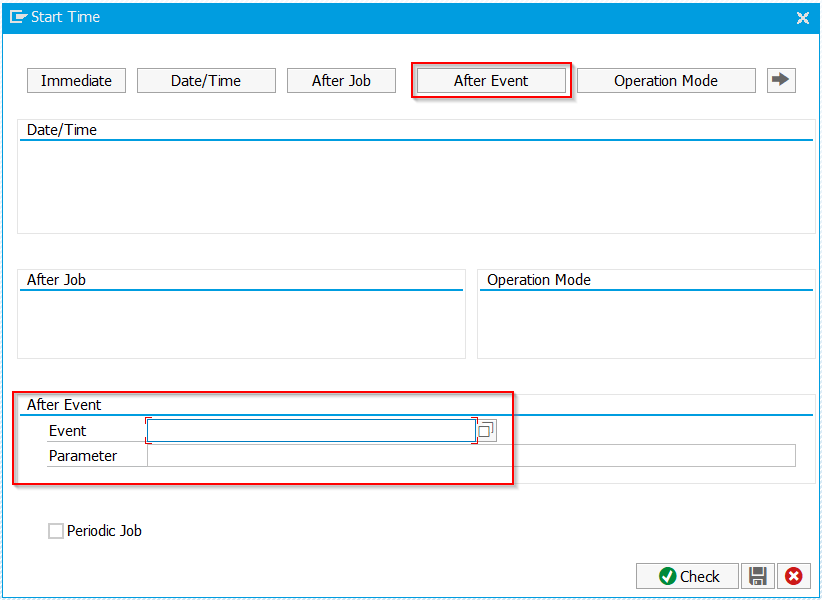 Start Time
Immediate Date/Time After Job After Event Operation Mode
Date/Time
After Job Operation Mode
After Event
Event
Parameter
Periodic Job
Check